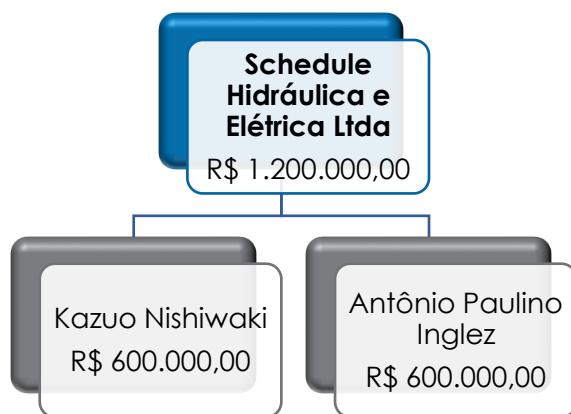 Schedule
Hidráulica e
Elétrica Ltda
R$ 1.200.000,00
Kazuo Nishiwaki
R$ 600.000,00
Antônio Paulino
Inglez
R$ 600.000,00